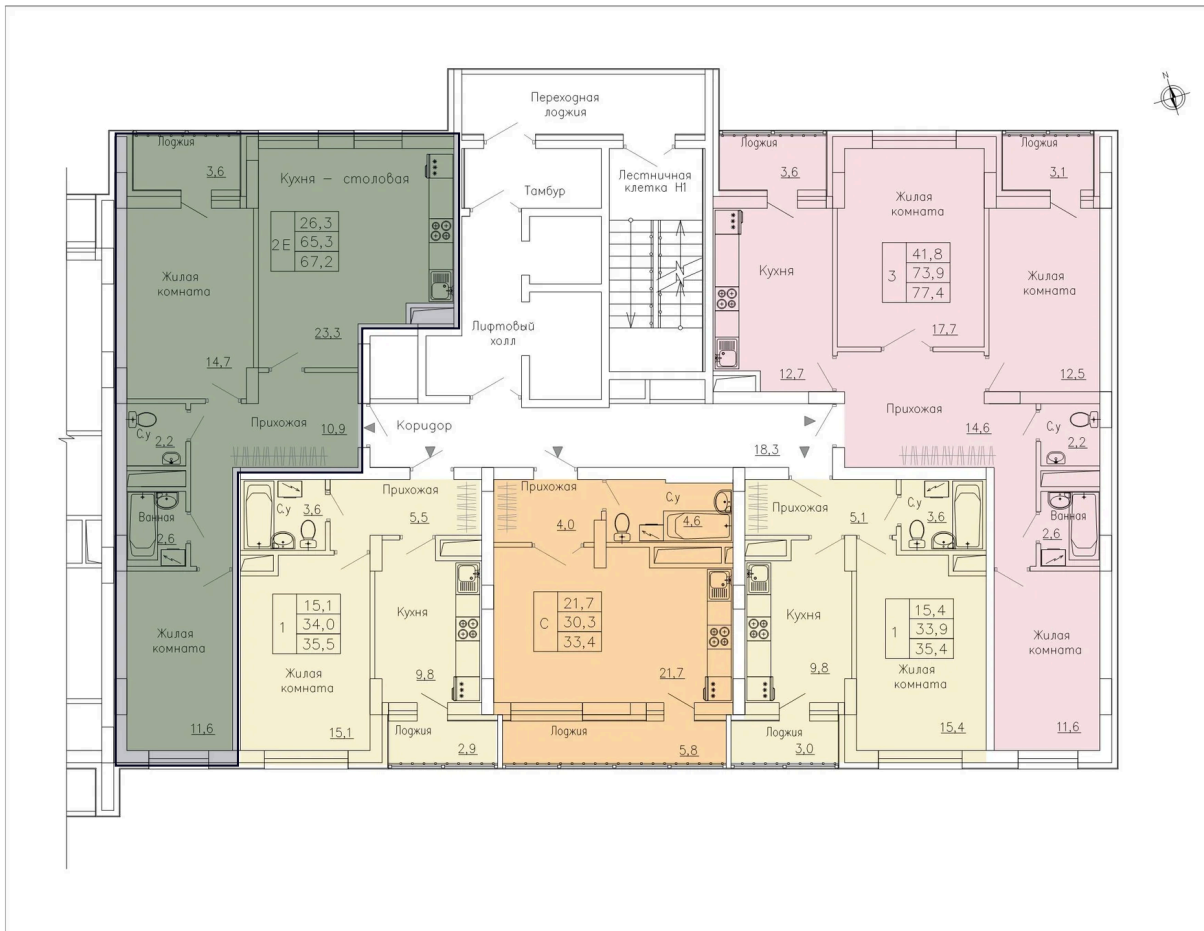 N
Переходная
лоджия
Лоджия
3,6
Кухня – столовая
Тамбур
Лестничная
клетка Н1
Лоджия
3,6
Жилая
комната
Лоджия
3,1
2Е
26,3
65,3
67,2
Жилая
комната
23,3
14,7
Лифтовый
холл
Кухня
3
41,8
73,9
77,4
17,7
Жилая
комната
12,7
12,5
Прихожая
10,9
С.у
2,2
Коридор
18,3
Прихожая
14,6
С.у
2,2
Ванная
2,6
С.у
3,6
Прихожая
5,5
Прихожая
4,0
С.у
4,6
Прихожая
5,1
С.у
3,6
Ванная
2,6
1
15,1
34,0
35,5
Кухня
9,8
С
21,7
30,3
33,4
21,7
Кухня
9,8
1
15,4
33,9
35,4
Жилая
комната
11,6
Жилая
комната
15,1
Жилая
комната
15,4
Жилая
комната
11,6
Лоджия
2,9
Лоджия
5,8
Лоджия
3,0